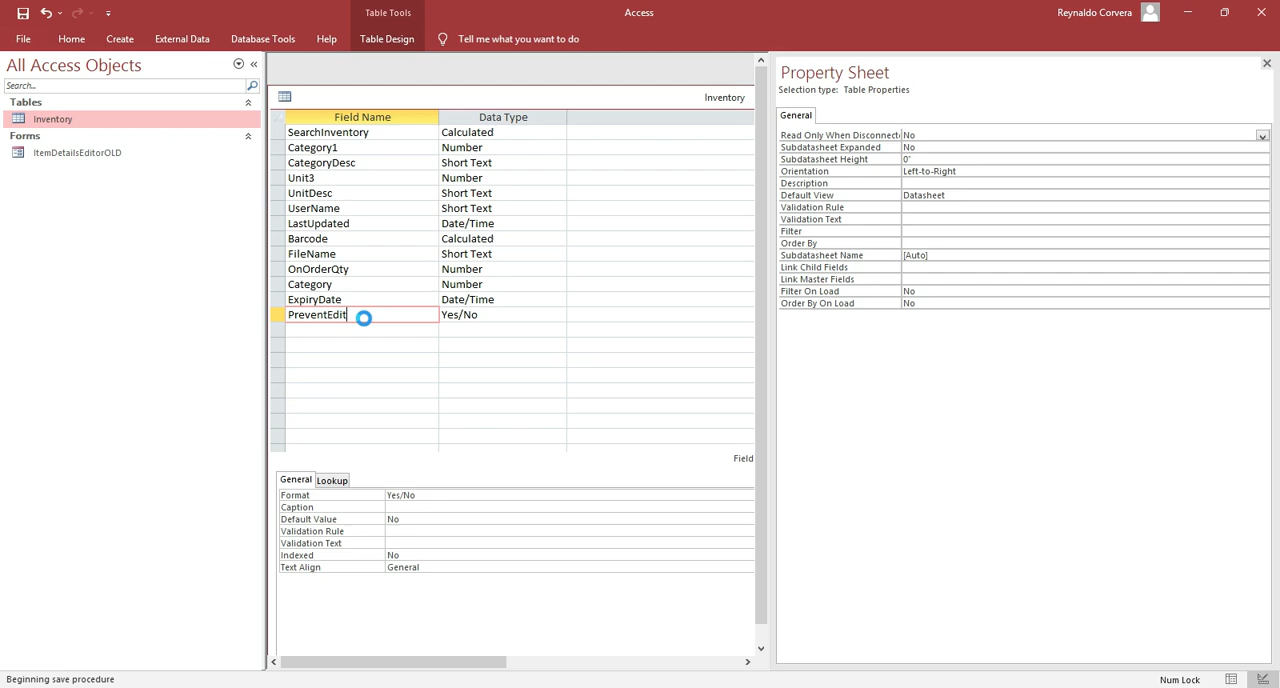 Table Tools
Access
Reynaldo Corvera
File
Home
Create
External Data
Database Tools
Help
Table Design
Tell me what you want to do
All Access Objects
Search...
Tables
Inventory
Forms
ItemDetailsEditorOLD
Inventory
Field Name Data Type
SearchInventory Calculated
Category1 Number
CategoryDesc Short Text
Unit3 Number
UnitDesc Short Text
UserName Short Text
LastUpdated Date/Time
Barcode Calculated
FileName Short Text
OnOrderQty Number
Category Number
ExpiryDate Date/Time
PreventEdit Yes/No
Field
General Lookup
Format Yes/No
Caption
Default Value No
Validation Rule
Validation Text
Indexed No
Text Align General
Property Sheet
Selection type: Table Properties
General
Read Only When Disconnect No
Subdatasheet Expanded No
Subdatasheet Height 0"
Orientation Left-to-Right
Description
Default View Datasheet
Validation Rule
Validation Text
Filter
Order By
Subdatasheet Name [Auto]
Link Child Fields
Link Master Fields
Filter On Load No
Order By On Load No
Beginning save procedure
Num Lock